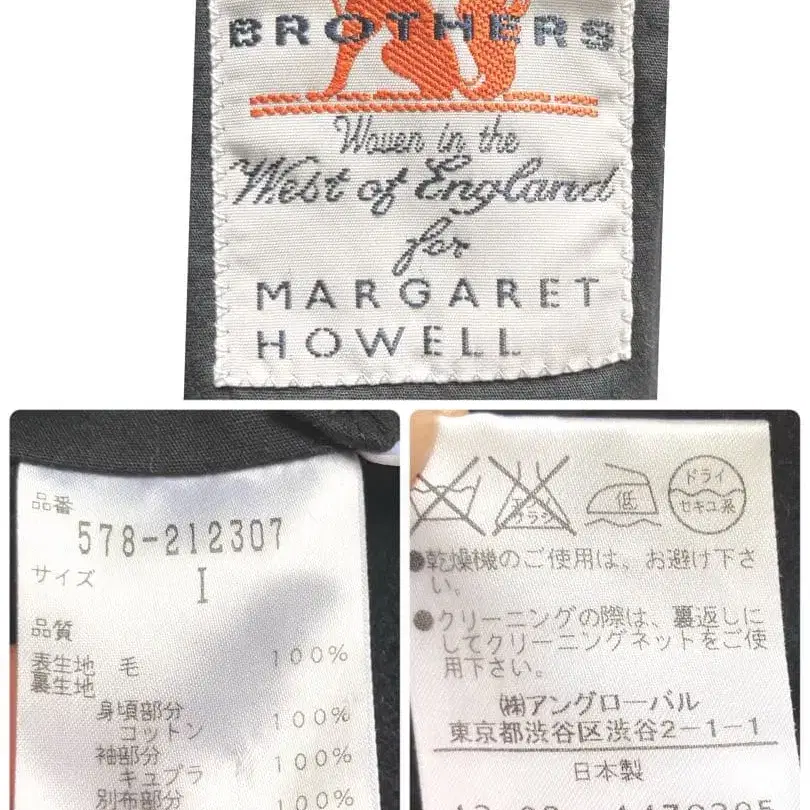 BROTHERS
Woven in the
West of England
for
MARGARET
HOWELL
品番
578-212307
サイズ
I
品質
表生地 毛 100%
裏生地
身頃部分
コットン 100%
袖部分
キュプラ 100%
別布部分 100%
エンソ
サラシ
低
ドライ
セキユ系
●乾燥機のご使用は、お避け下さ
い。
●クリーニングの際は、裏返しに
してクリーニングネットをご使
用下さい。
㈱アングローバル
東京都渋谷区渋谷2-1-1
日本製